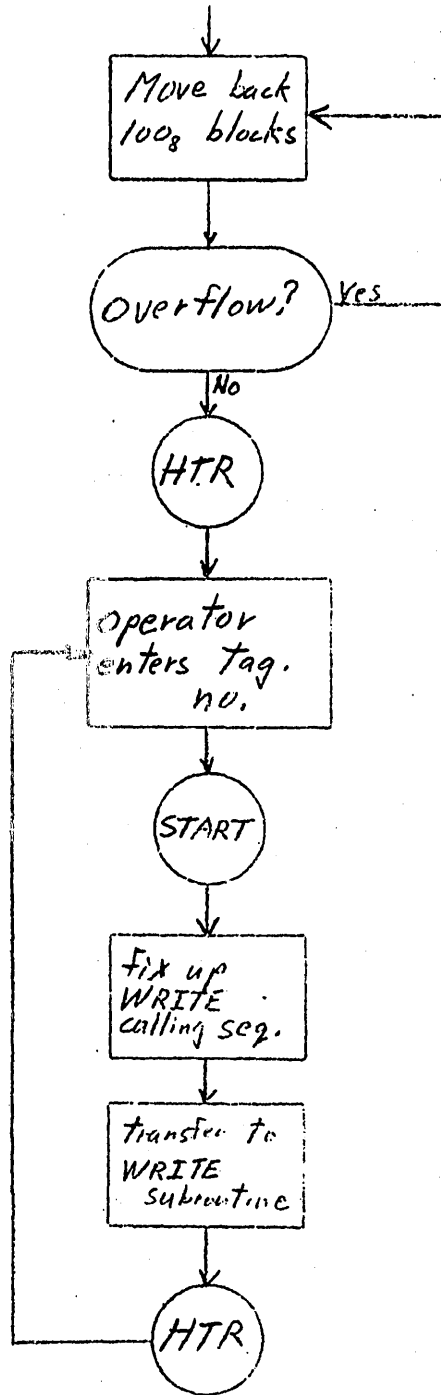 Move back
100₈ blocks
Overflow?
Yes
No
HTR
operator
enters Tag.
no.
START
fix up
WRITE
calling seq.
transfer to
WRITE
subroutine
HTR